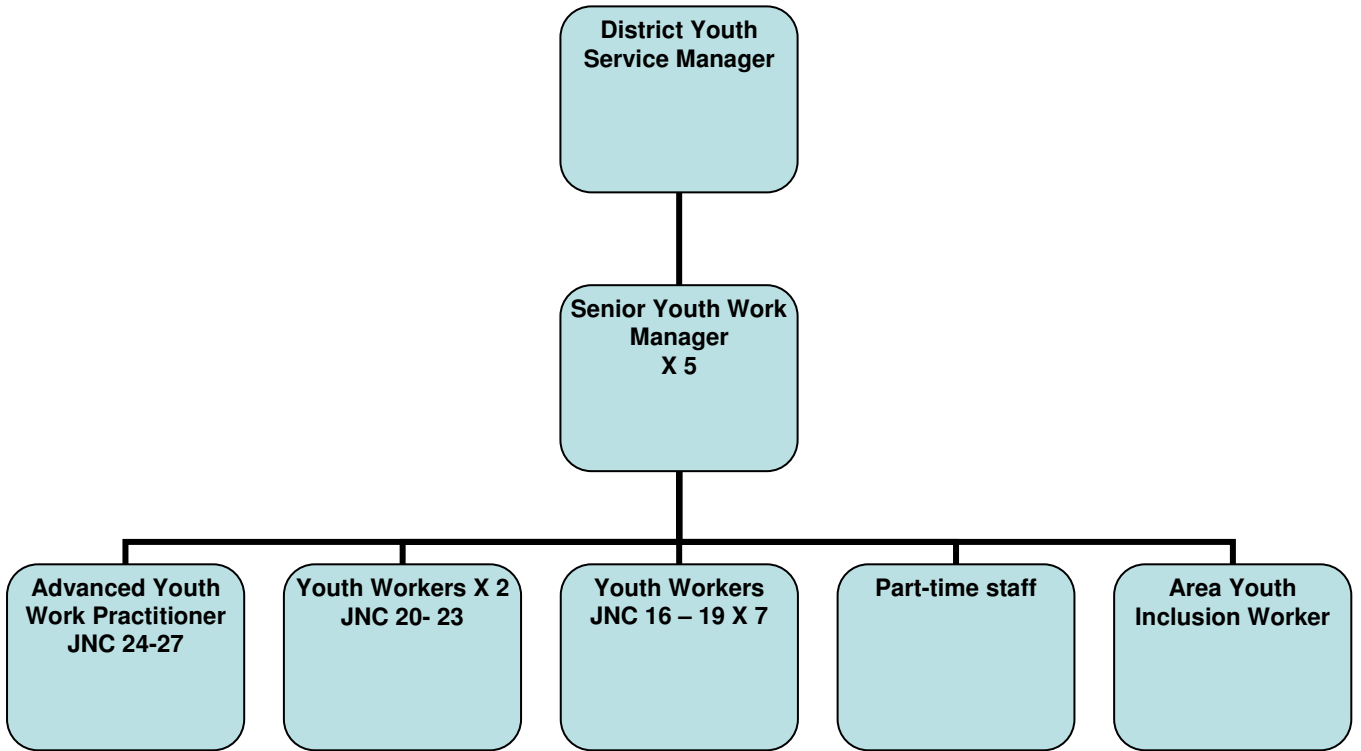 District Youth
Service Manager
Senior Youth Work
Manager
X 5
Advanced Youth
Work Practitioner
JNC 24-27
Youth Workers X 2
JNC 20- 23
Youth Workers
JNC 16 – 19 X 7
Part-time staff
Area Youth
Inclusion Worker